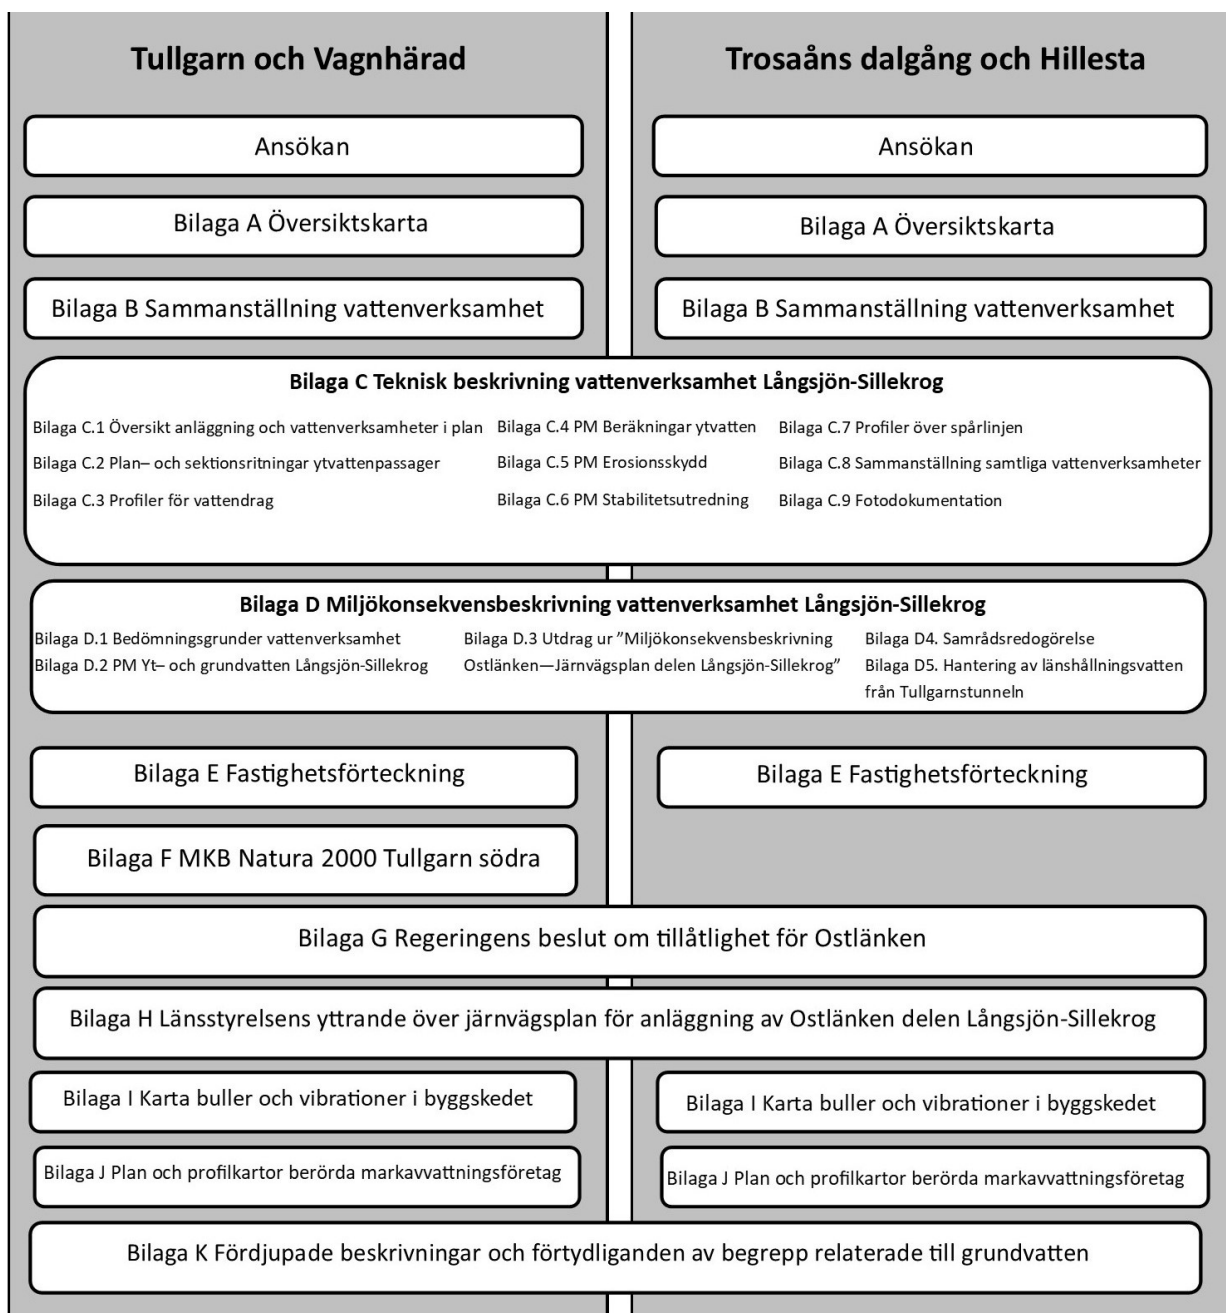 Tullgarn och Vagnhärad
Trosaåns dalgång och Hillesta
Ansökan
Ansökan
Bilaga A Översiktskarta
Bilaga A Översiktskarta
Bilaga B Sammanställning vattenverksamhet
Bilaga B Sammanställning vattenverksamhet
Bilaga C Teknisk beskrivning vattenverksamhet Långsjön-Sillekrog
Bilaga C.1 Översikt anläggning och vattenverksamheter i plan
Bilaga C.2 Plan– och sektionsritningar ytvattenpassager
Bilaga C.3 Profiler för vattendrag
Bilaga C.4 PM Beräkningar ytvatten
Bilaga C.5 PM Erosionsskydd
Bilaga C.6 PM Stabilitetsutredning
Bilaga C.7 Profiler över spårlinjen
Bilaga C.8 Sammanställning samtliga vattenverksamheter
Bilaga C.9 Fotodokumentation
Bilaga D Miljökonsekvensbeskrivning vattenverksamhet Långsjön-Sillekrog
Bilaga D.1 Bedömningsgrunder vattenverksamhet
Bilaga D.2 PM Yt– och grundvatten Långsjön-Sillekrog
Bilaga D.3 Utdrag ur ”Miljökonsekvensbeskrivning
Ostlänken—Järnvägsplan delen Långsjön-Sillekrog”
Bilaga D4. Samrådsredogörelse
Bilaga D5. Hantering av länshållningsvatten
från Tullgarnstunneln
Bilaga E Fastighetsförteckning
Bilaga E Fastighetsförteckning
Bilaga F MKB Natura 2000 Tullgarn södra
Bilaga G Regeringens beslut om tillåtlighet för Ostlänken
Bilaga H Länsstyrelsens yttrande över järnvägsplan för anläggning av Ostlänken delen Långsjön-Sillekrog
Bilaga I Karta buller och vibrationer i byggskedet
Bilaga I Karta buller och vibrationer i byggskedet
Bilaga J Plan och profilkartor berörda markavvattningsföretag
Bilaga J Plan och profilkartor berörda markavvattningsföretag
Bilaga K Fördjupade beskrivningar och förtydliganden av begrepp relaterade till grundvatten